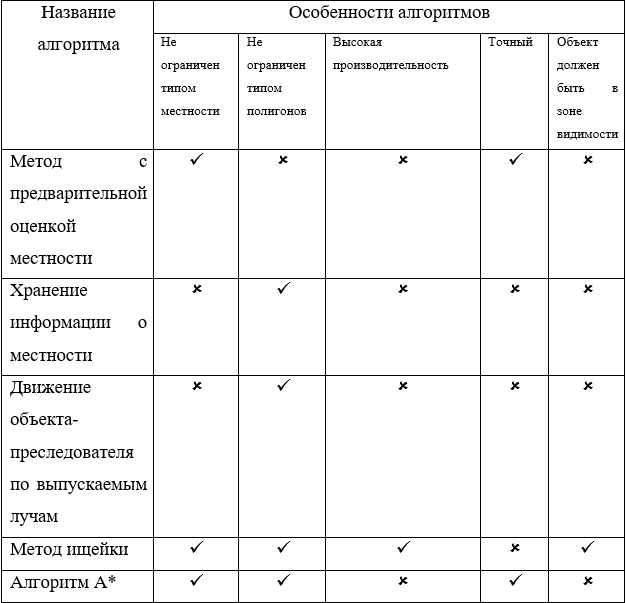 Название
алгоритма
Особенности алгоритмов
Не
ограничен
типом
местности
Не
ограничен
типом
полигонов
Высокая
производительность
Точный
Объект
должен
быть в
зоне
видимости
Метод с
предварительной
оценкой
местности
✓ × × ✓ ×
Хранение
информации о
местности
× ✓ × × ×
Движение
объекта-
преследователя
по выпускаемым
лучам
× ✓ × × ×
Метод ищейки ✓ ✓ ✓ × ✓
Алгоритм А* ✓ ✓ × ✓ ×